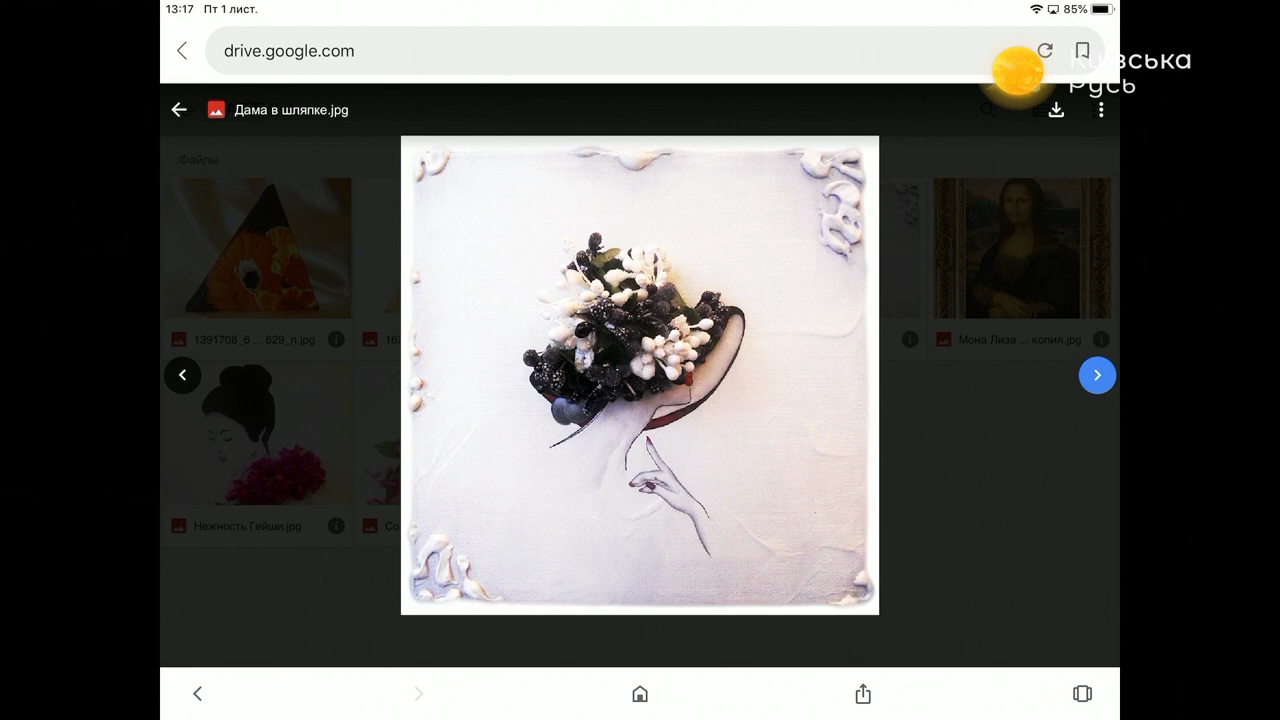 13:17 Пт 1 лист.
85%
drive.google.com
Київська
Русь
Дама в шляпке.jpg
Файлы
1391708_6 ... 629_n.jpg
Мона Лиза ... копия.jpg
Нежность Гейши.jpg